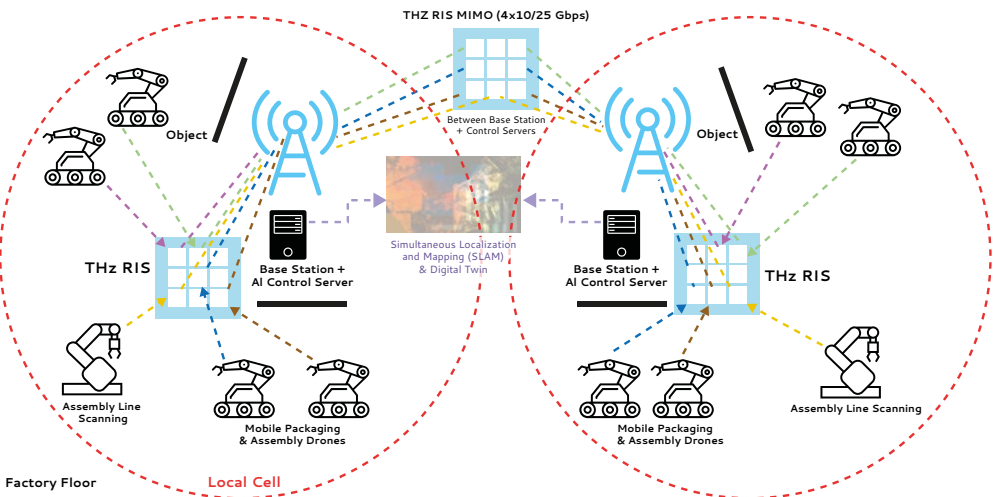 THZ RIS MIMO (4x10/25 Gbps)
Between Base Station
+ Control Servers
Object
Object
Simultaneous Localization
and Mapping (SLAM)
& Digital Twin
THz RIS
Base Station +
AI Control Server
Base Station +
AI Control Server
THz RIS
Assembly Line
Scanning
Mobile Packaging
& Assembly Drones
Mobile Packaging
& Assembly Drones
Assembly Line Scanning
Factory Floor
Local Cell